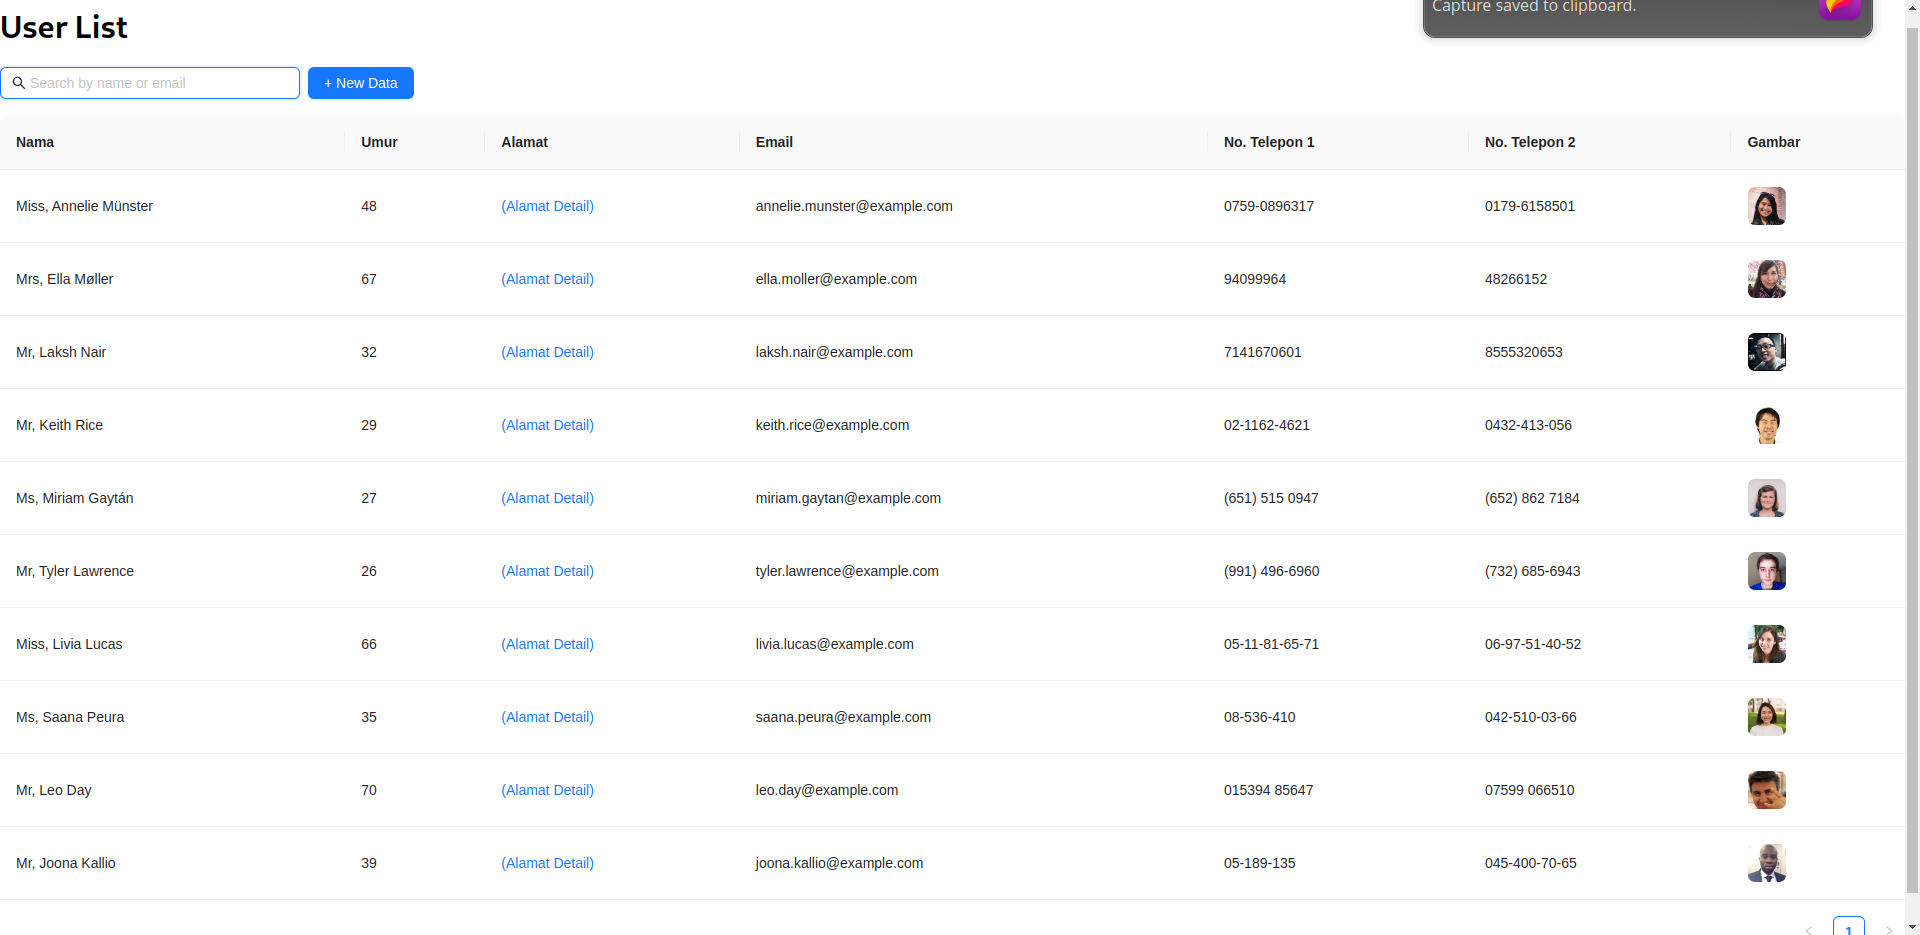 Capture saved to clipboard.
User List
Search by name or email + New Data
Nama Umur Alamat Email No. Telepon 1 No. Telepon 2 Gambar
Miss, Annelie Münster 48 (Alamat Detail) annelie.munster@example.com 0759-0896317 0179-6158501
Mrs, Ella Møller 67 (Alamat Detail) ella.moller@example.com 94099964 48266152
Mr, Laksh Nair 32 (Alamat Detail) laksh.nair@example.com 7141670601 8555320653
Mr, Keith Rice 29 (Alamat Detail) keith.rice@example.com 02-1162-4621 0432-413-056
Ms, Miriam Gaytán 27 (Alamat Detail) miriam.gaytan@example.com (651) 515 0947 (652) 862 7184
Mr, Tyler Lawrence 26 (Alamat Detail) tyler.lawrence@example.com (991) 496-6960 (732) 685-6943
Miss, Livia Lucas 66 (Alamat Detail) livia.lucas@example.com 05-11-81-65-71 06-97-51-40-52
Ms, Saana Peura 35 (Alamat Detail) saana.peura@example.com 08-536-410 042-510-03-66
Mr, Leo Day 70 (Alamat Detail) leo.day@example.com 015394 85647 07599 066510
Mr, Joona Kallio 39 (Alamat Detail) joona.kallio@example.com 05-189-135 045-400-70-65
1